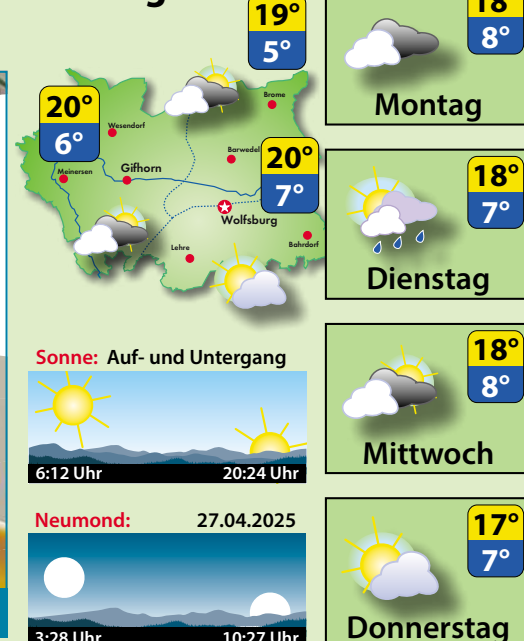 19°
5°
20°
6°
20°
7°
Brome
Wesendorf
Barwedel
Meinersen
Gifhorn
Wolfsburg
Lehre
Bahrdorf
Sonne: Auf- und Untergang
6:12 Uhr 20:24 Uhr
Neumond: 27.04.2025
3:28 Uhr 10:27 Uhr
18°
8°
Montag
18°
7°
Dienstag
18°
8°
Mittwoch
17°
7°
Donnerstag